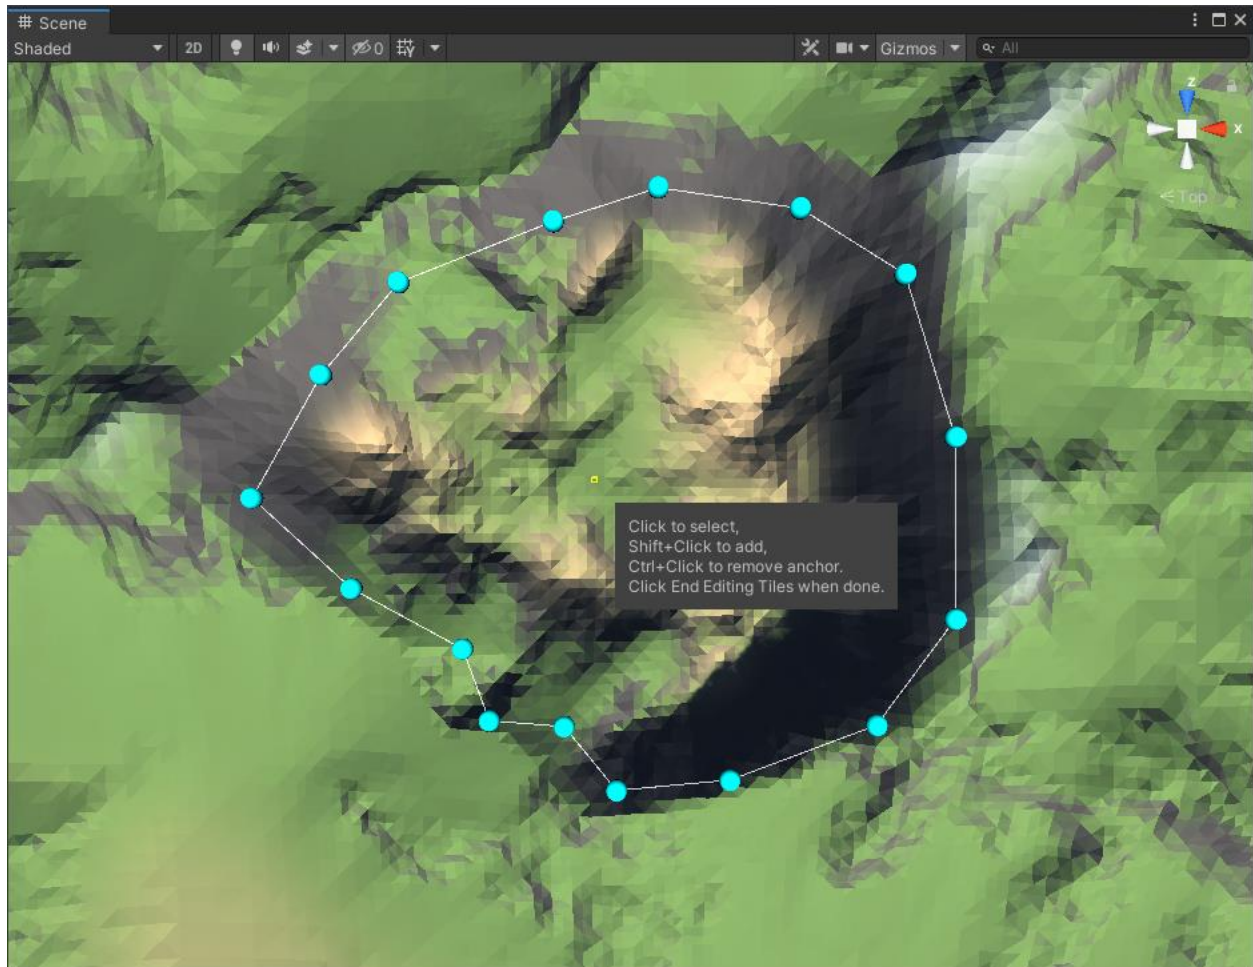 Scene
Shaded
2D
0
Gizmos
All
z
x
Top
Click to select,
Shift+Click to add,
Ctrl+Click to remove anchor.
Click End Editing Tiles when done.